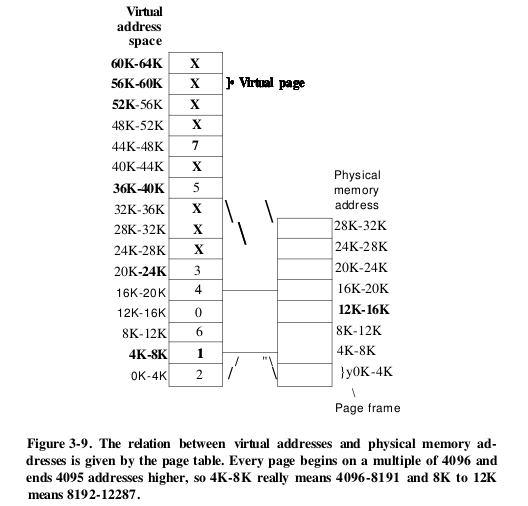 Virtual
address
space
60K-64K X
56K-60K X }• Virtual page
52K-56K X
48K-52K X
44K-48K 7
40K-44K X
36K-40K 5
Physical
memory
address
32K-36K X
28K-32K X
24K-28K X
20K-24K 3
16K-20K 4
12K-16K 0
8K-12K 6
4K-8K 1
0K-4K 2
28K-32K
24K-28K
20K-24K
16K-20K
12K-16K
8K-12K
4K-8K
}y0K-4K
\
Page frame
Figure 3-9. The relation between virtual addresses and physical memory ad-
dresses is given by the page table. Every page begins on a multiple of 4096 and
ends 4095 addresses higher, so 4K-8K really means 4096-8191 and 8K to 12K
means 8192-12287.